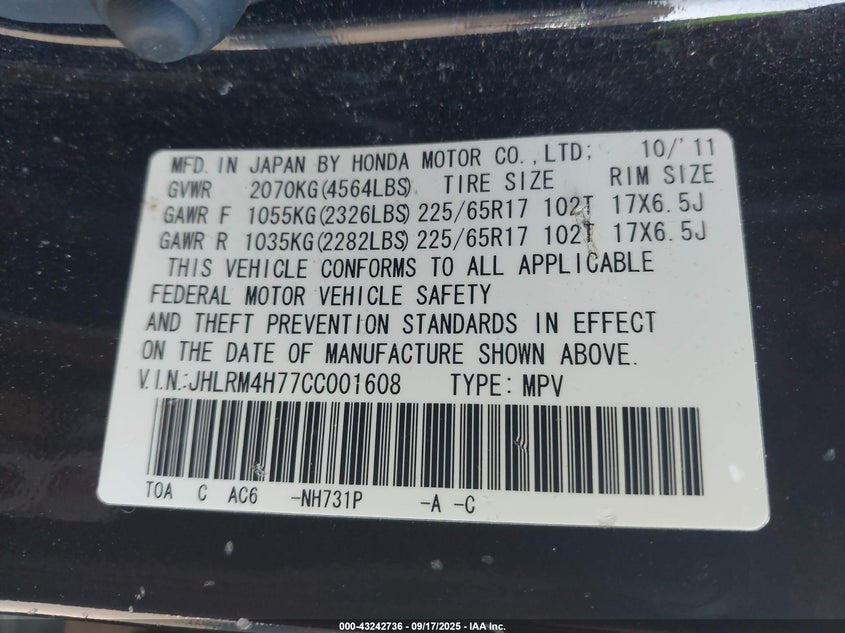 MFD. IN JAPAN BY HONDA MOTOR CO.,LTD; 10/'11
GVWR 2070KG(4564LBS) TIRE SIZE RIM SIZE
GAWR F 1055KG(2326LBS) 225/65R17 102T 17X6.5J
GAWR R 1035KG(2282LBS) 225/65R17 102T 17X6.5J
THIS VEHICLE CONFORMS TO ALL APPLICABLE
FEDERAL MOTOR VEHICLE SAFETY
AND THEFT PREVENTION STANDARDS IN EFFECT
ON THE DATE OF MANUFACTURE SHOWN ABOVE.
V.I.N.:JHLRM4H77CC001608 TYPE: MPV
TOA C AC6 -NH731P -A -C
000-43242736 - 09/17/2025 - IAA Inc.